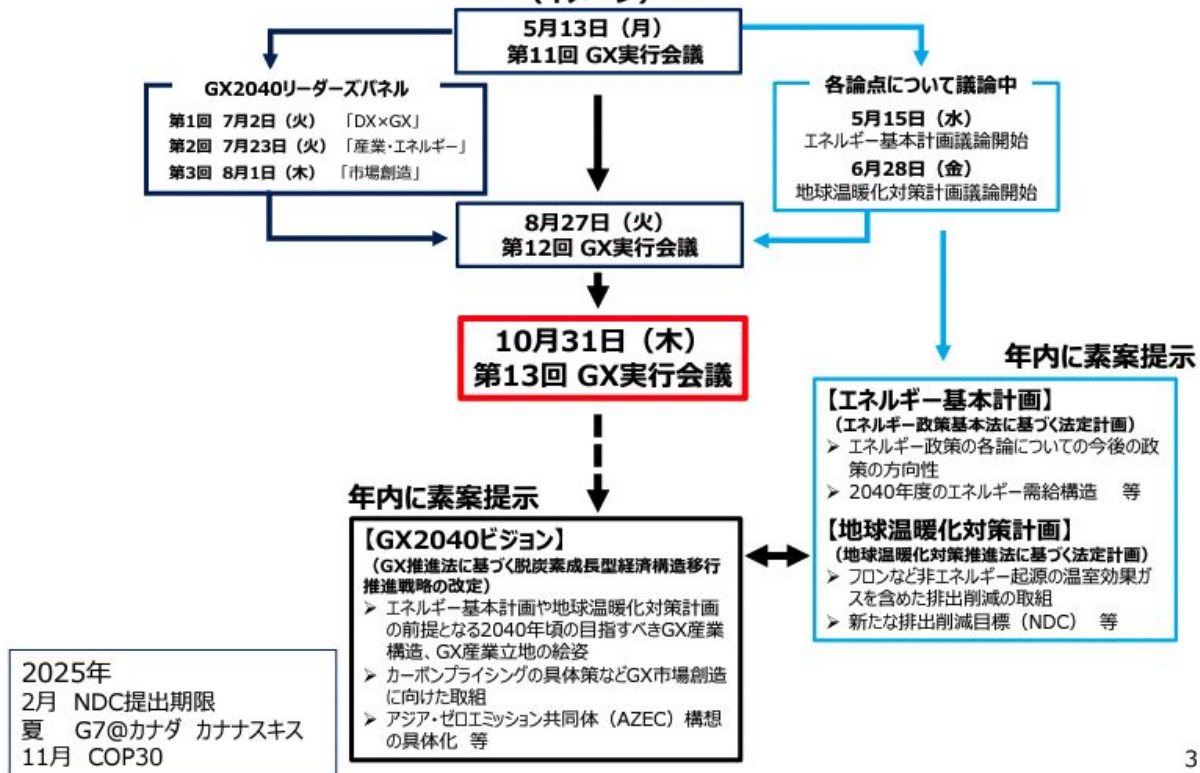 5月13日（月）
第11回 GX実行会議
GX2040リーダーズパネル
第1回 7月2日（火） 「DX×GX」
第2回 7月23日（火）「産業・エネルギー」
第3回 8月1日（木） 「市場創造」
各論点について議論中
5月15日（水）
エネルギー基本計画議論開始
6月28日（金）
地球温暖化対策計画議論開始
8月27日（火）
第12回 GX実行会議
10月31日（木）
第13回 GX実行会議
年内に素案提示
【エネルギー基本計画】
（エネルギー政策基本法に基づく法定計画）
➢ エネルギー政策の各論についての今後の政
策の方向性
➢ 2040年度のエネルギー需給構造 等
【地球温暖化対策計画】
（地球温暖化対策推進法に基づく法定計画）
➢ フロンなど非エネルギー起源の温室効果ガ
スを含めた排出削減の取組
➢ 新たな排出削減目標（NDC） 等
年内に素案提示
【GX2040ビジョン】
（GX推進法に基づく脱炭素成長型経済構造移行
推進戦略の改定）
➢ エネルギー基本計画や地球温暖化対策計画
の前提となる2040年頃の目指すべきGX産業
構造、GX産業立地の絵姿
➢ カーボンプライシングの具体策などGX市場創造
に向けた取組
➢ アジア・ゼロエミッション共同体（AZEC）構想
の具体化 等
2025年
2月 NDC提出期限
夏 G7@カナダ カナナスキス
11月 COP30
3